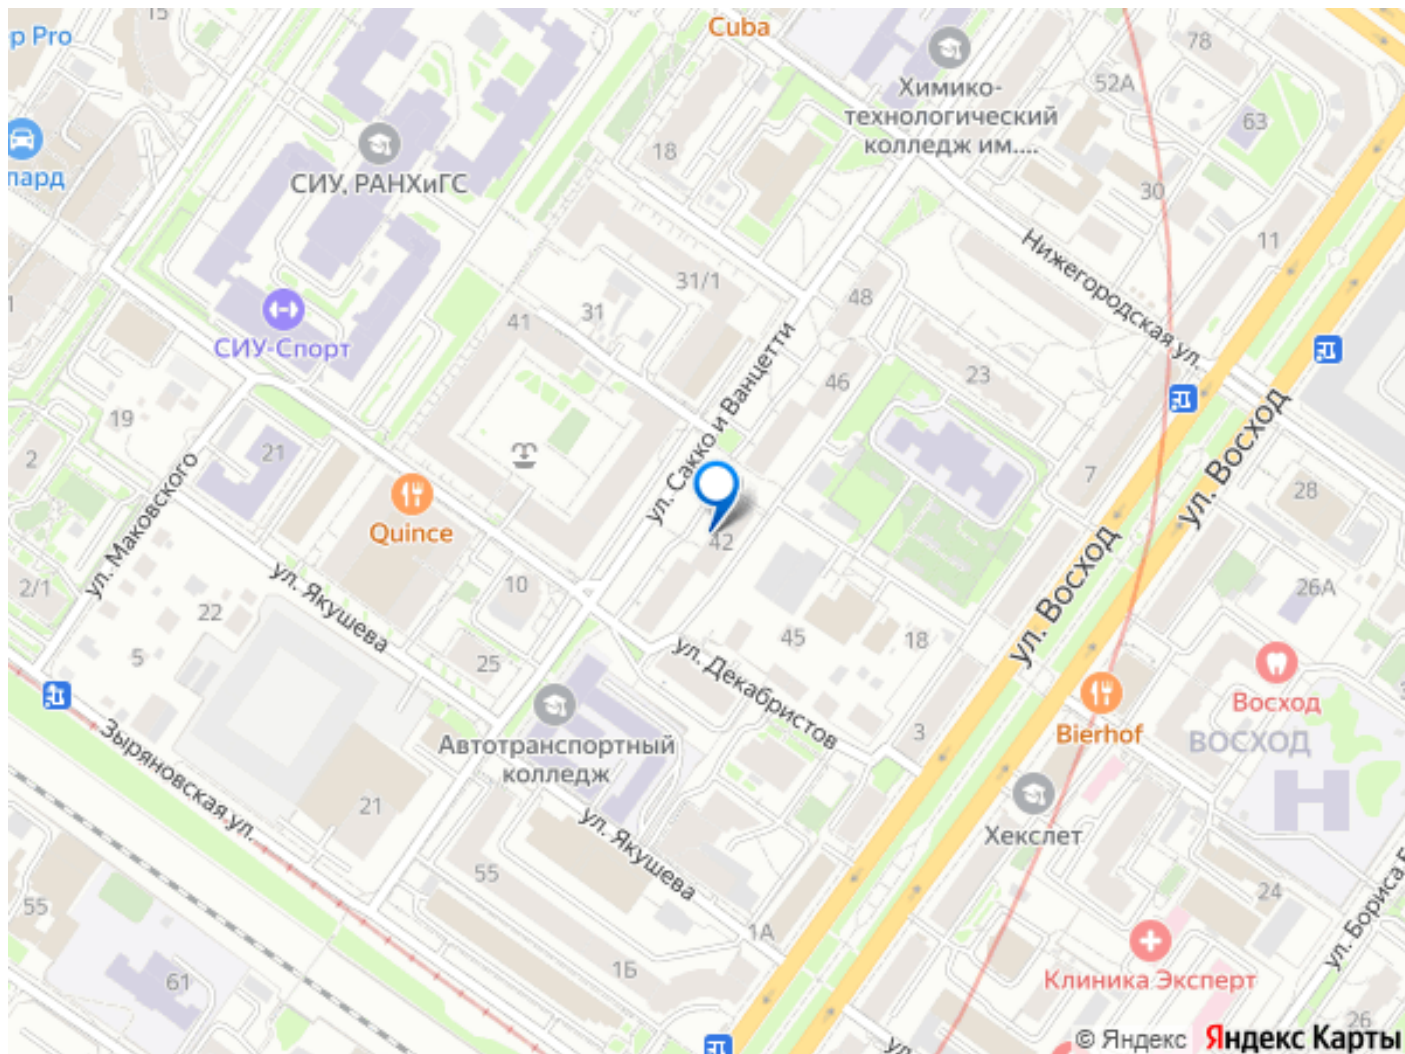 15
Cuba
78
р Pro
52А
Химико-
технологический
колледж им....
63
18
лард
СИУ, РАНХиГС
30
11
Нижегородская ул.
31/1
48
31
41
СИУ-Спорт
ул. Сакко и Ванцетти
46
23
19
2
21
ул. Маковского
7
ул. Восход
28
Quince
42
ул. Восход
2/1
ул. Якушева
10
26А
22
45
18
5
25
ул. Декабристов
Восход
Bierhof
3
ВОСХОД
Автотранспортный
колледж
Зыряновская ул.
21
Хекслет
ул. Якушева
55
24
55
1А
ул. Бориса Б
1Б
61
Клиника Эксперт
26
© Яндекс Яндекс Карты